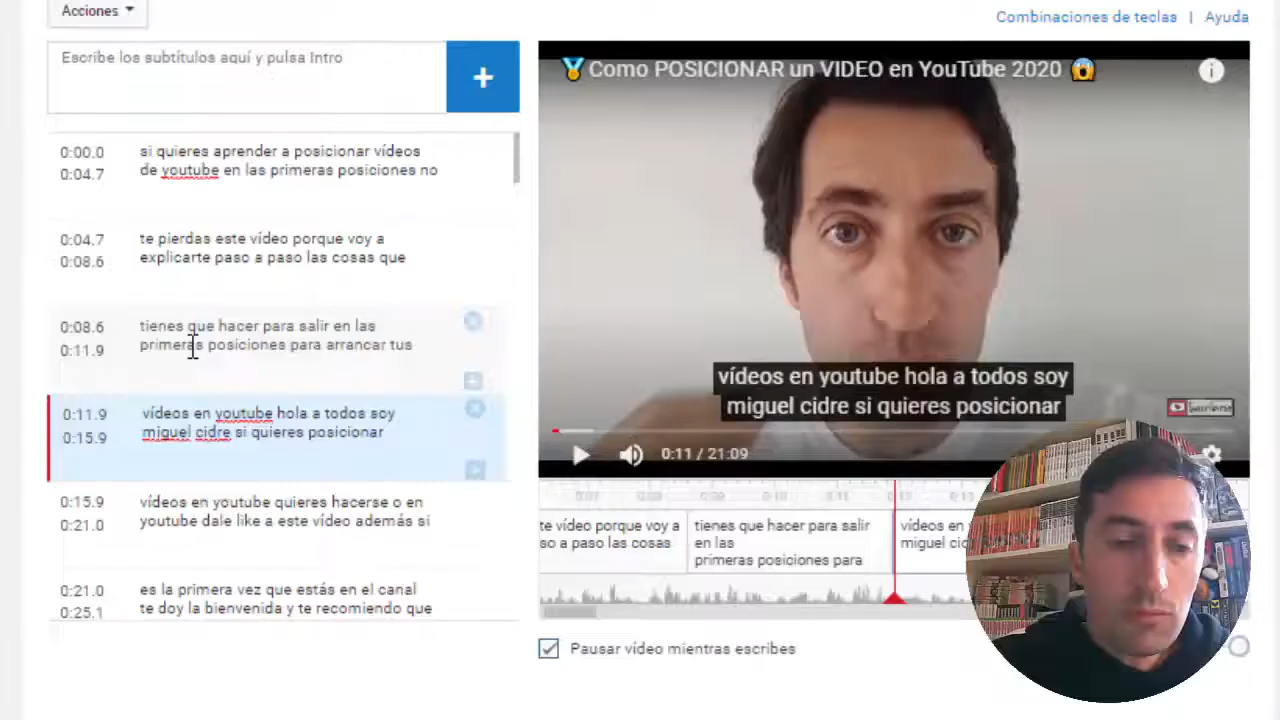 Acciones
Combinaciones de teclas | Ayuda
Escribe los subtítulos aquí y pulsa Intro
+
0:00.0
0:04.7
si quieres aprender a posicionar vídeos
de youtube en las primeras posiciones no
0:04.7
0:08.6
te pierdas este vídeo porque voy a
explicarte paso a paso las cosas que
0:08.6
0:11.9
tienes que hacer para salir en las
primeras posiciones para arrancar tus
0:11.9
0:15.9
vídeos en youtube hola a todos soy
miguel cidre si quieres posicionar
0:15.9
0:21.0
vídeos en youtube quieres hacerse o en
youtube dale like a este vídeo además si
0:21.0
0:25.1
es la primera vez que estás en el canal
te doy la bienvenida y te recomiendo que
Como POSICIONAR un VIDEO en YouTube 2020
vídeos en youtube hola a todos soy
miguel cidre si quieres posicionar
0:11 / 21:09
te vídeo porque voy a
so a paso las cosas
tienes que hacer para salir
en las
primeras posiciones para
vídeos en y
miguel cid
Pausar vídeo mientras escribes